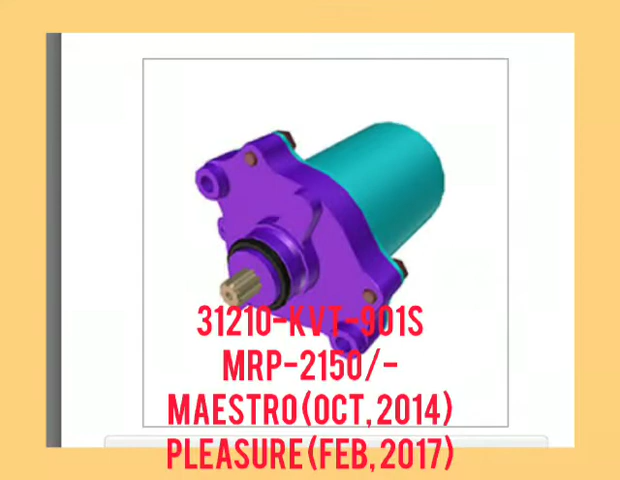 31210-KVT-901S
MRP-2150/-
MAESTRO(OCT,2014)
PLEASURE(FEB,2017)